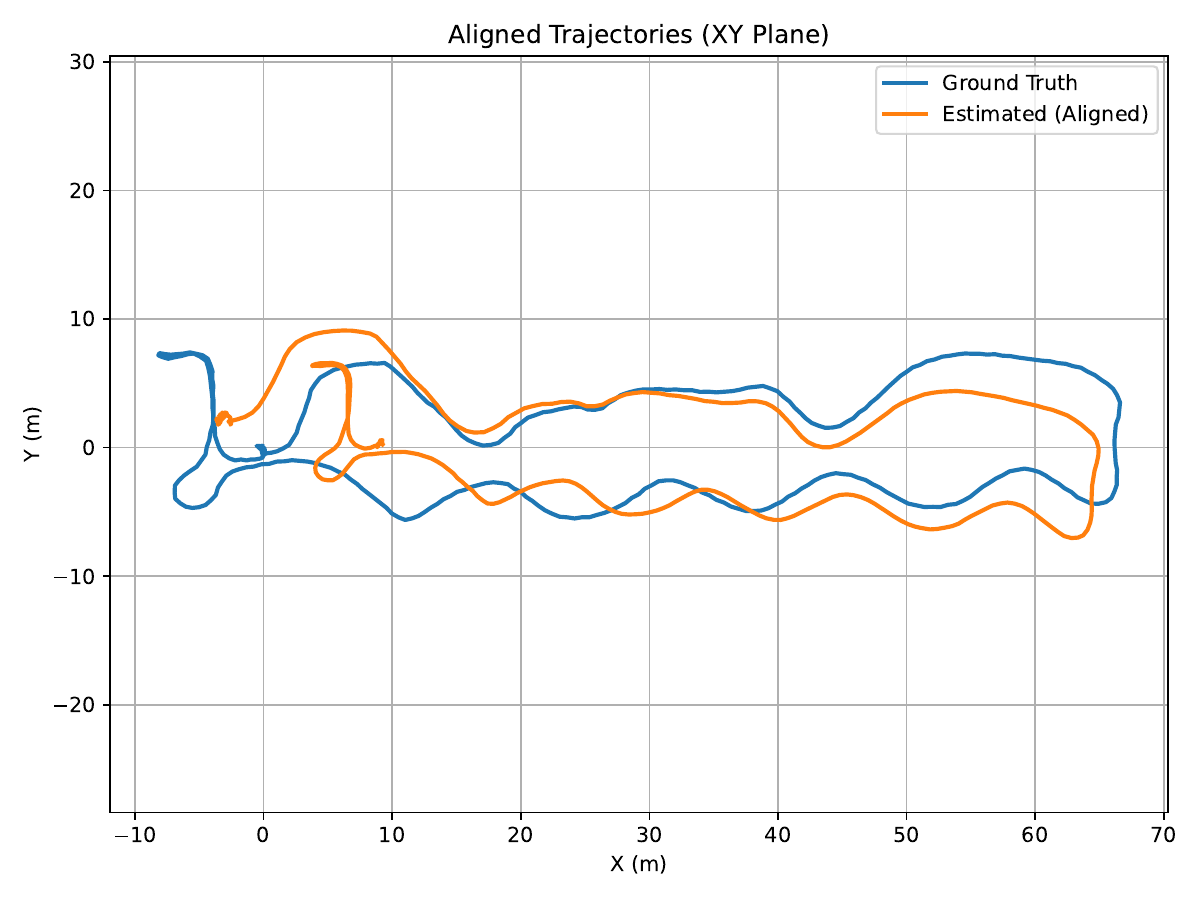 Aligned Trajectories (XY Plane)
Ground Truth
Estimated (Aligned)
30
20
10
0
−10
−20
Y (m)
−10 0 10 20 30 40 50 60 70
X (m)